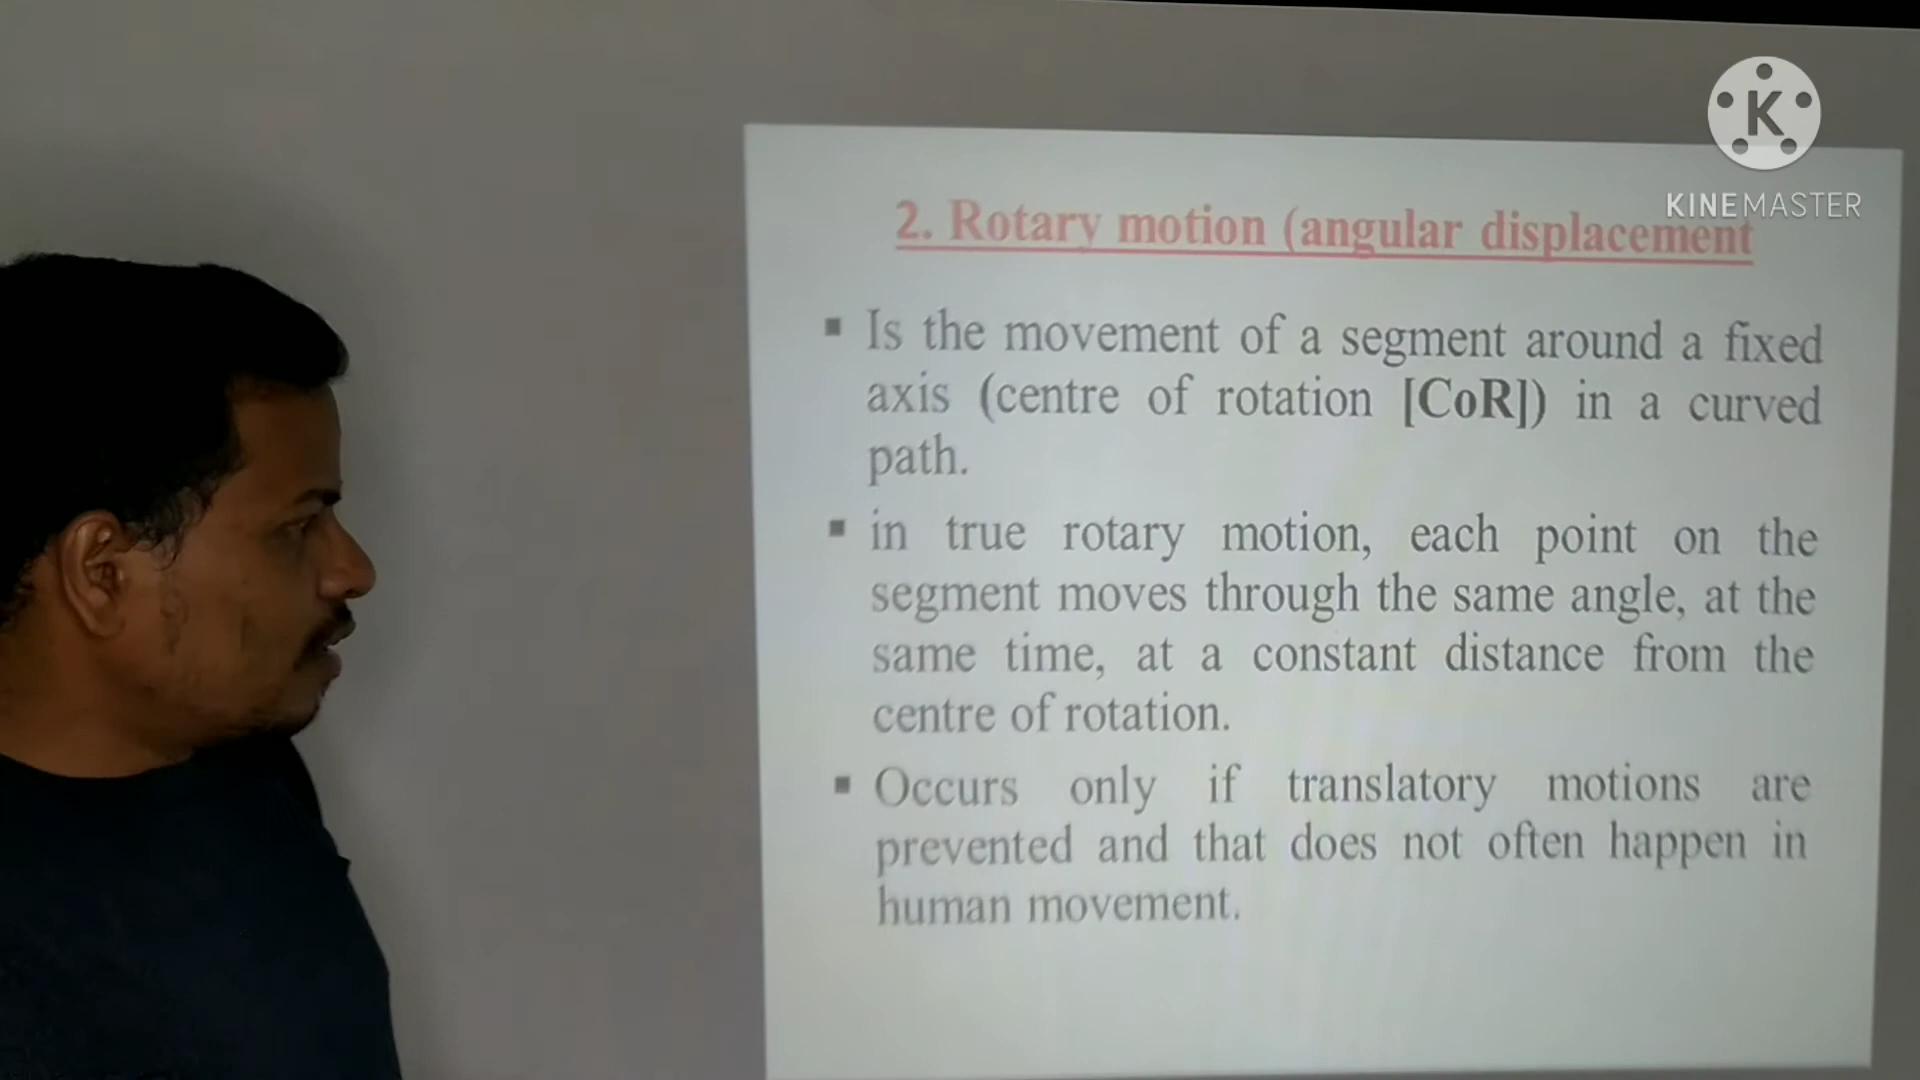 K
KINEMASTER
2. Rotary motion (angular displacement
▪ Is the movement of a segment around a fixed
axis (centre of rotation [CoR]) in a curved
path.
▪ in true rotary motion, each point on the
segment moves through the same angle, at the
same time, at a constant distance from the
centre of rotation.
▪ Occurs only if translatory motions are
prevented and that does not often happen in
human movement.